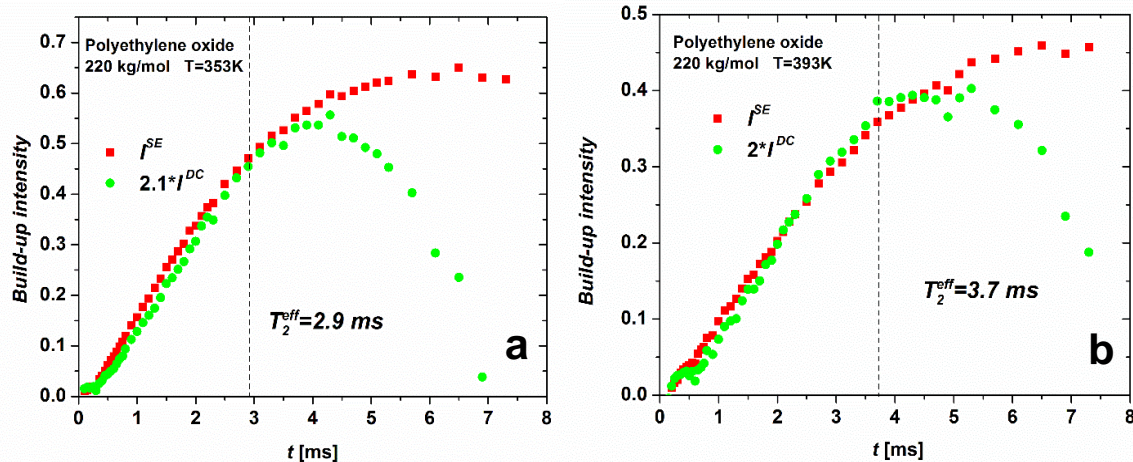 Build-up intensity
0.7
0.6
0.5
0.4
0.3
0.2
0.1
0.0
Polyethylene oxide
220 kg/mol T=353K
I^SE
2.1*I^DC
T_2^eff=2.9 ms
a
0 1 2 3 4 5 6 7 8
t [ms]
Build-up intensity
0.5
0.4
0.3
0.2
0.1
0.0
Polyethylene oxide
220 kg/mol T=393K
I^SE
2*I^DC
T_2^eff=3.7 ms
b
0 1 2 3 4 5 6 7 8
t [ms]